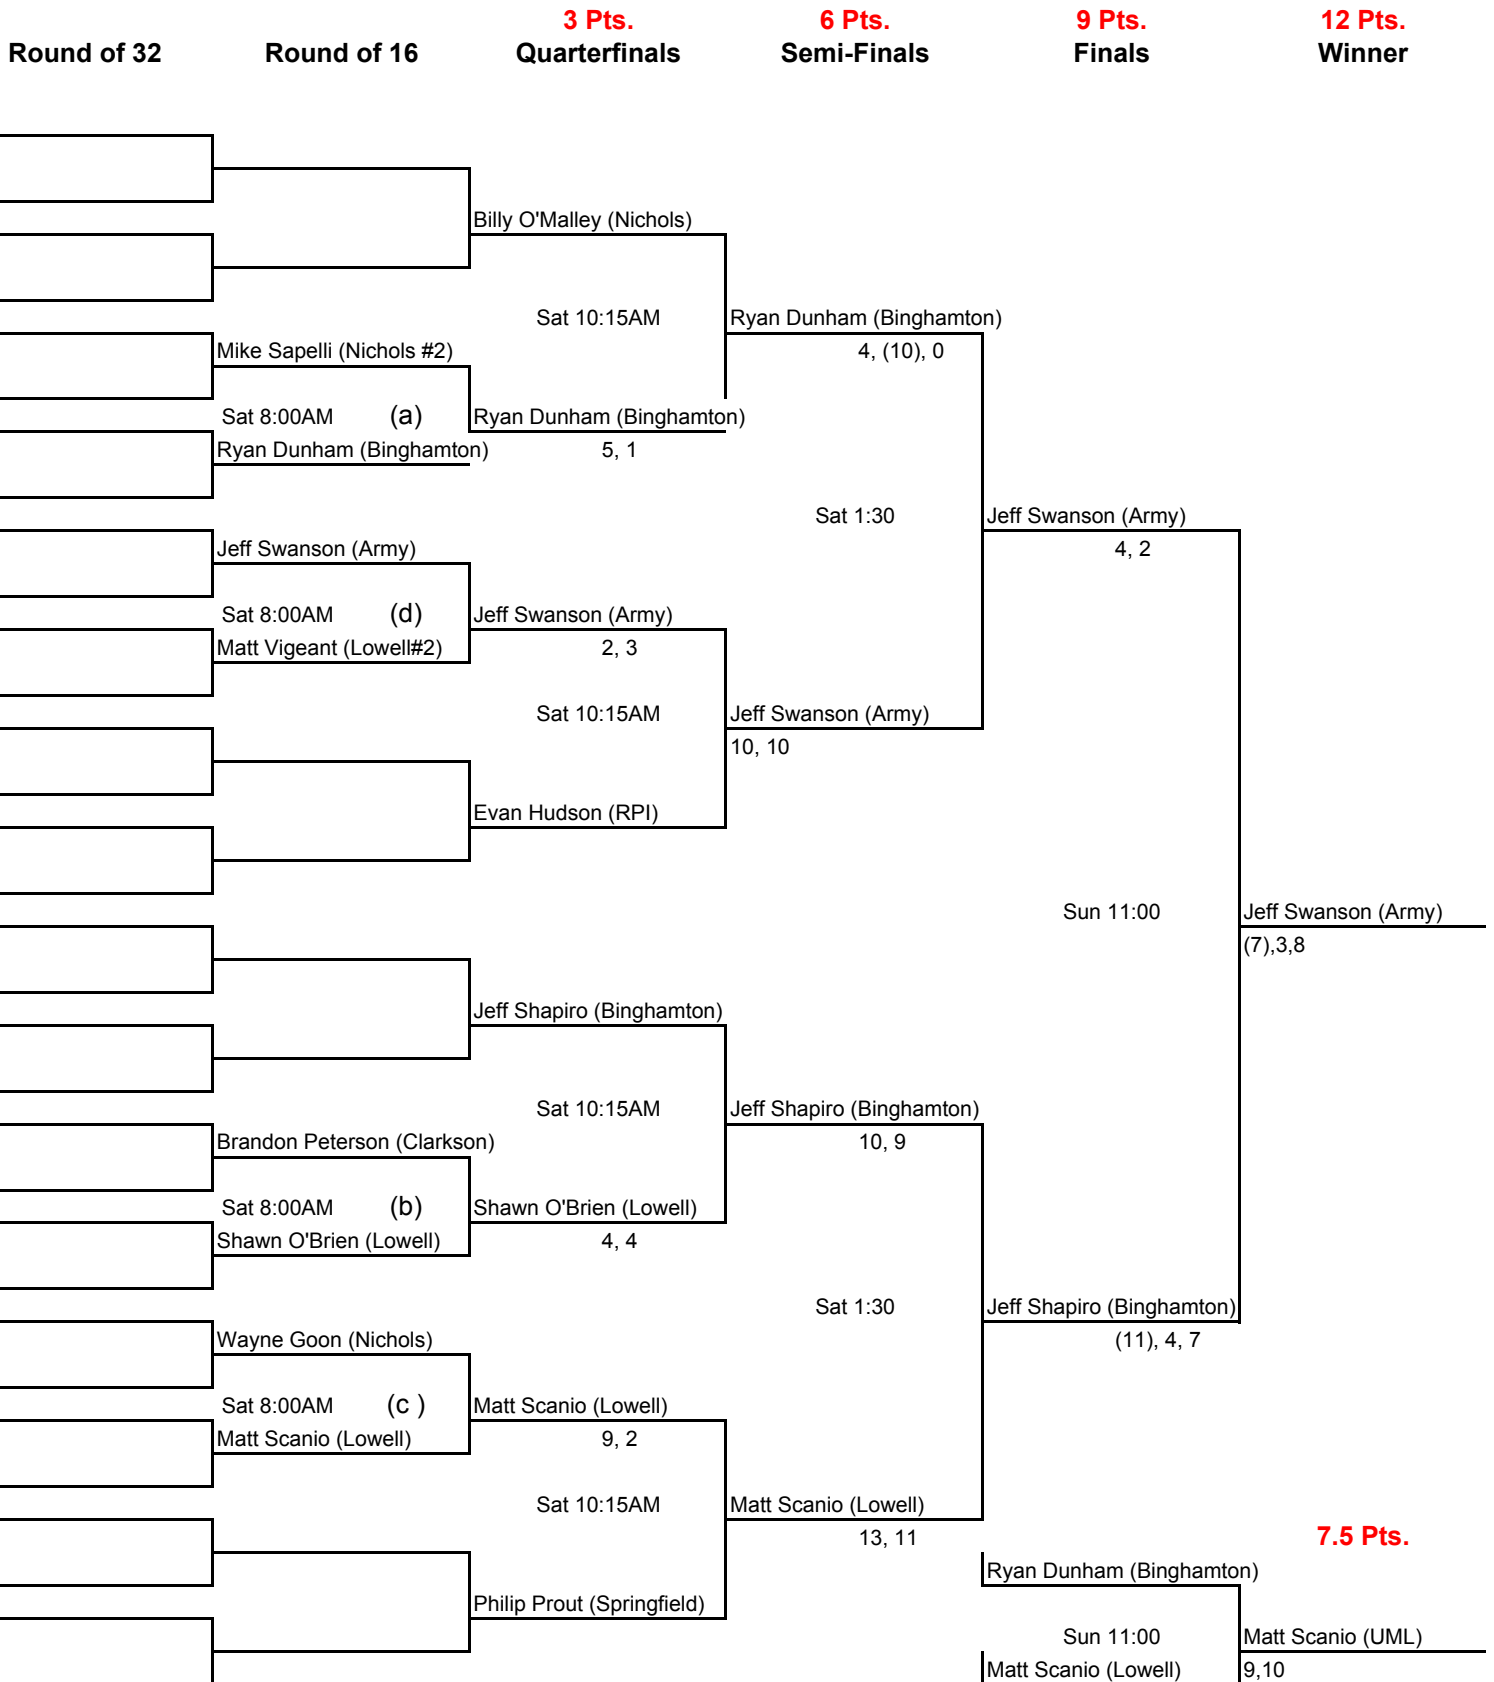 3 Pts. 6 Pts. 9 Pts. 12 Pts.
Round of 32 Round of 16 Quarterfinals Semi-Finals Finals Winner
Billy O'Malley (Nichols)
Sat 10:15AM Ryan Dunham (Binghamton)
Mike Sapelli (Nichols #2) 4, (10), 0
Sat 8:00AM (a) Ryan Dunham (Binghamton)
Ryan Dunham (Binghamton) 5, 1
Sat 1:30 Jeff Swanson (Army)
Jeff Swanson (Army) 4, 2
Sat 8:00AM (d) Jeff Swanson (Army)
Matt Vigeant (Lowell#2) 2, 3
Sat 10:15AM Jeff Swanson (Army)
10, 10
Evan Hudson (RPI)
Sun 11:00 Jeff Swanson (Army)
(7),3,8
Jeff Shapiro (Binghamton)
Sat 10:15AM Jeff Shapiro (Binghamton)
Brandon Peterson (Clarkson) 10, 9
Sat 8:00AM (b) Shawn O'Brien (Lowell)
Shawn O'Brien (Lowell) 4, 4
Sat 1:30 Jeff Shapiro (Binghamton)
Wayne Goon (Nichols) (11), 4, 7
Sat 8:00AM (c ) Matt Scanio (Lowell)
Matt Scanio (Lowell) 9, 2
Sat 10:15AM Matt Scanio (Lowell)
13, 11 7.5 Pts.
Ryan Dunham (Binghamton)
Philip Prout (Springfield)
Sun 11:00 Matt Scanio (UML)
Matt Scanio (Lowell) 9,10